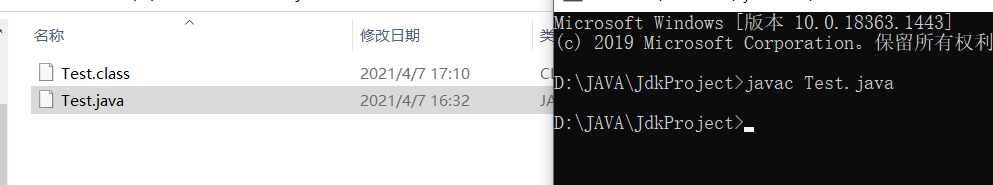 名称 修改日期 类
Test.class 2021/4/7 17:10 CL
Test.java 2021/4/7 16:32 JA
Microsoft Windows [版本 10.0.18363.1443]
(c) 2019 Microsoft Corporation。保留所有权利
D:\JAVA\JdkProject>javac Test.java
D:\JAVA\JdkProject>